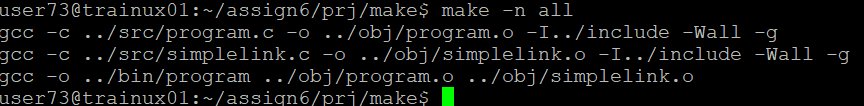 user73@trainux01:~/assign6/prj/make$ make -n all
gcc -c ../src/program.c -o ../obj/program.o -I../include -Wall -g
gcc -c ../src/simplelink.c -o ../obj/simplelink.o -I../include -Wall -g
gcc -o ../bin/program ../obj/program.o ../obj/simplelink.o
user73@trainux01:~/assign6/prj/make$